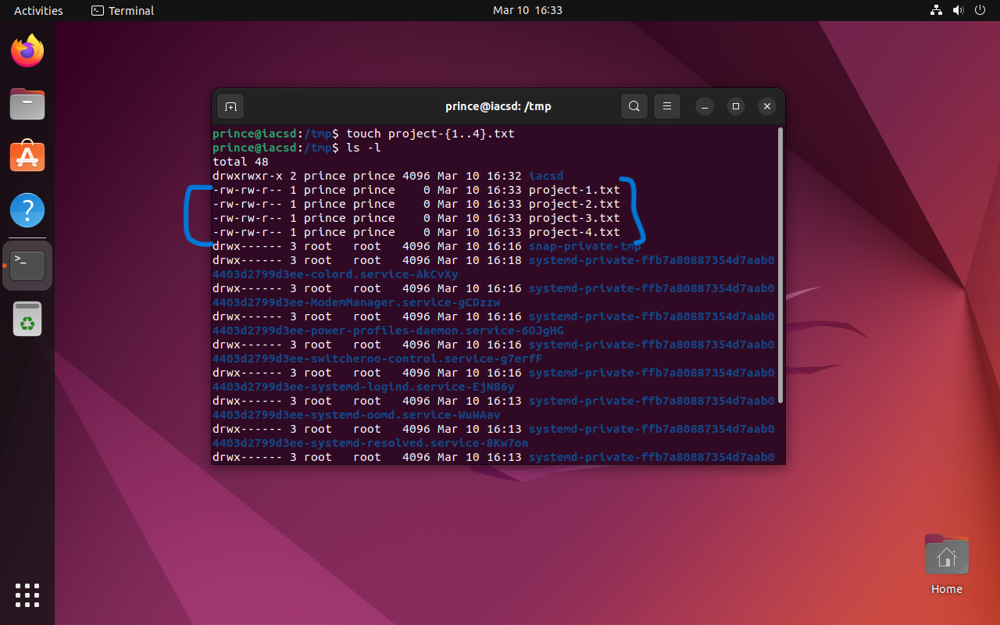 Activities Terminal Mar 10 16:33
prince@iacsd: /tmp
prince@iacsd:/tmp$ touch project-{1..4}.txt
prince@iacsd:/tmp$ ls -l
total 48
drwxrwxr-x 2 prince prince 4096 Mar 10 16:32 iacsd
-rw-rw-r-- 1 prince prince    0 Mar 10 16:33 project-1.txt
-rw-rw-r-- 1 prince prince    0 Mar 10 16:33 project-2.txt
-rw-rw-r-- 1 prince prince    0 Mar 10 16:33 project-3.txt
-rw-rw-r-- 1 prince prince    0 Mar 10 16:33 project-4.txt
drwx------ 3 root   root   4096 Mar 10 16:16 snap-private-tmp
drwx------ 3 root   root   4096 Mar 10 16:18 systemd-private-ffb7a80887354d7aab0
4403d2799d3ee-colord.service-AkCvXy
drwx------ 3 root   root   4096 Mar 10 16:16 systemd-private-ffb7a80887354d7aab0
4403d2799d3ee-ModemManager.service-gCDzzw
drwx------ 3 root   root   4096 Mar 10 16:16 systemd-private-ffb7a80887354d7aab0
4403d2799d3ee-power-profiles-daemon.service-6OJgHG
drwx------ 3 root   root   4096 Mar 10 16:16 systemd-private-ffb7a80887354d7aab0
4403d2799d3ee-switcheroo-control.service-g7erfF
drwx------ 3 root   root   4096 Mar 10 16:16 systemd-private-ffb7a80887354d7aab0
4403d2799d3ee-systemd-logind.service-EjN86y
drwx------ 3 root   root   4096 Mar 10 16:13 systemd-private-ffb7a80887354d7aab0
4403d2799d3ee-systemd-oomd.service-WuWAav
drwx------ 3 root   root   4096 Mar 10 16:13 systemd-private-ffb7a80887354d7aab0
4403d2799d3ee-systemd-resolved.service-8Kw7on
drwx------ 3 root   root   4096 Mar 10 16:13 systemd-private-ffb7a80887354d7aab0
Home